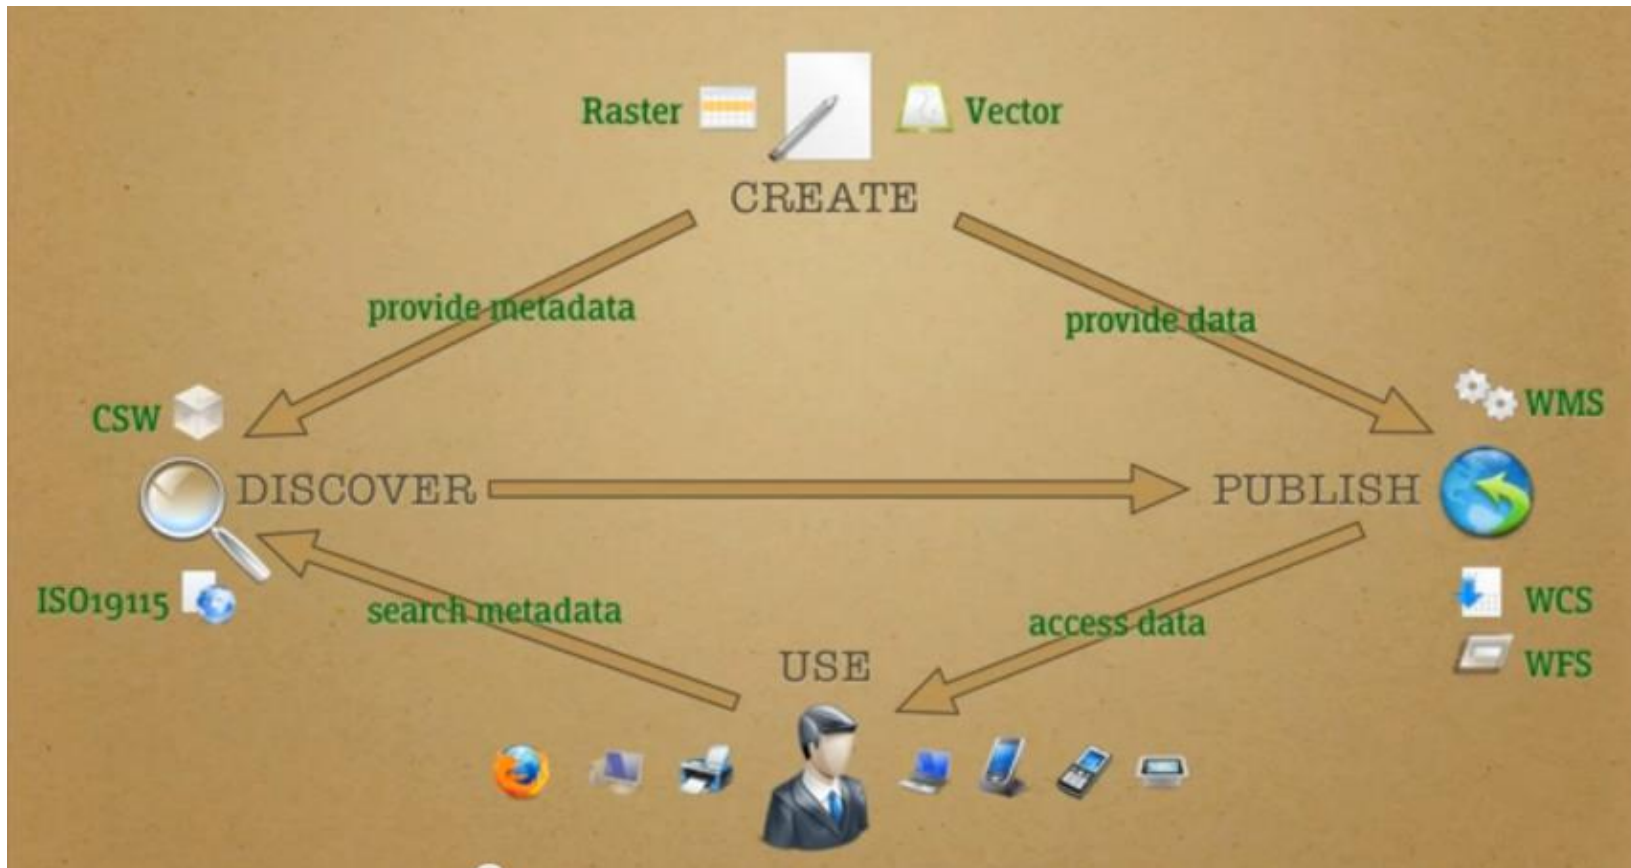 Raster
Vector
CREATE
provide metadata
provide data
CSW
WMS
DISCOVER
PUBLISH
ISO19115
WCS
search metadata
access data
WFS
USE